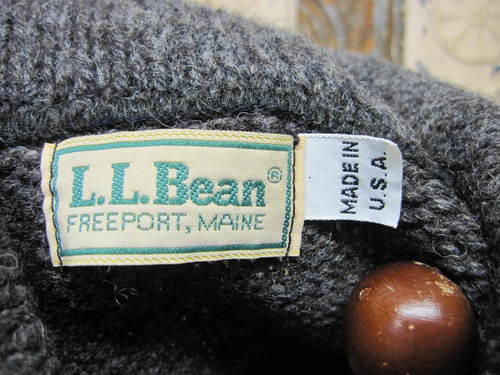 L.L.Bean®
FREEPORT, MAINE
MADE IN
U.S.A.